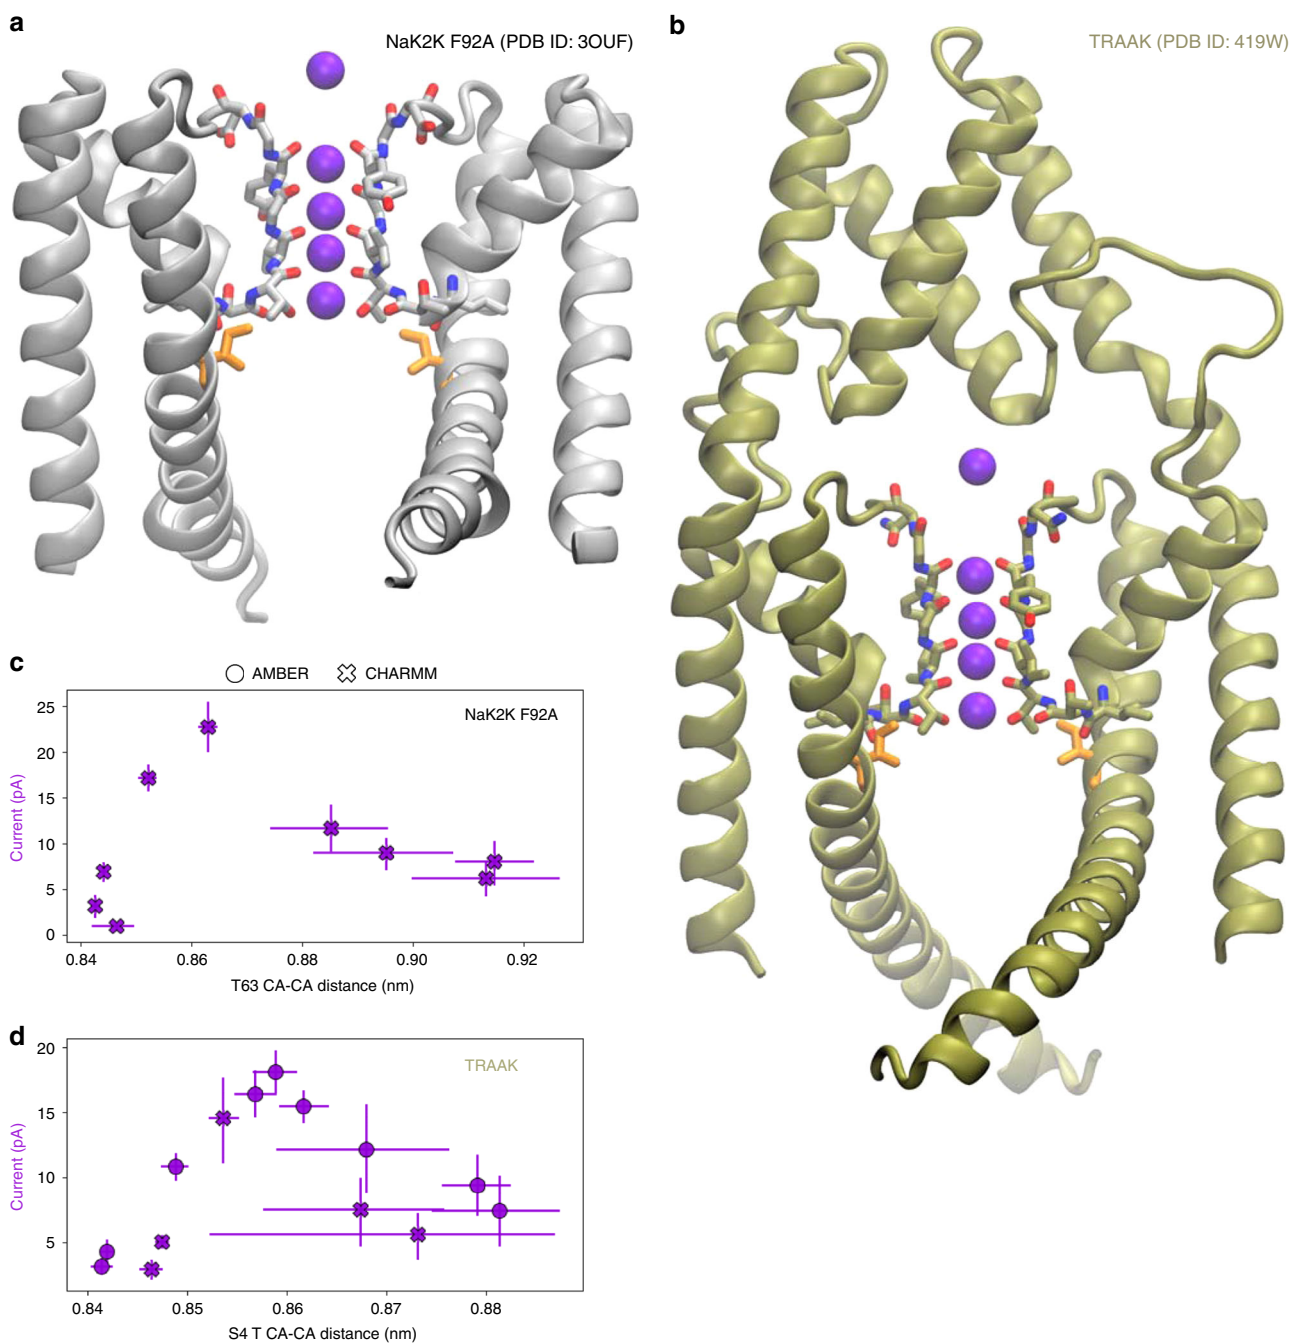 a
NaK2K F92A (PDB ID: 3OUF)
b
TRAAK (PDB ID: 419W)
c
AMBER CHARMM
NaK2K F92A
Current (pA)
25
20
15
10
5
0
0.84 0.86 0.88 0.90 0.92
T63 CA-CA distance (nm)
d
TRAAK
Current (pA)
20
15
10
5
0.84 0.85 0.86 0.87 0.88
S4 T CA-CA distance (nm)